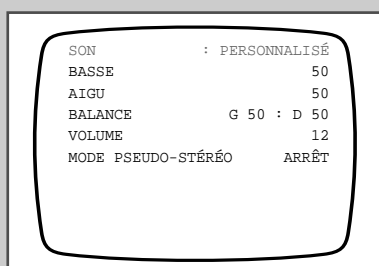 SON : PERSONNALISÉ
BASSE 50
AIGU 50
BALANCE G 50 : D 50
VOLUME 12
MODE PSEUDO-STÉRÉO ARRÊT